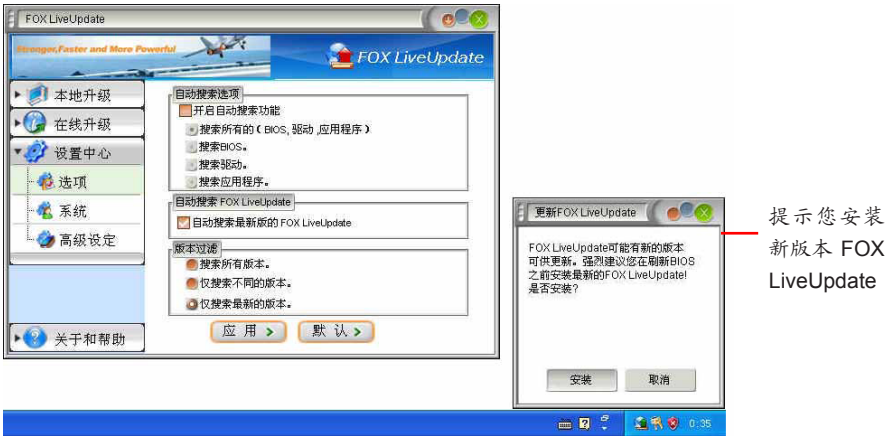 FOX LiveUpdate
Stronger,Faster and More Powerful
FOX LiveUpdate
本地升级
在线升级
设置中心
选项
系统
高级设定
关于和帮助
自动搜索选项
开启自动搜索功能
搜索所有的(BIOS,驱动,应用程序)
搜索BIOS。
搜索驱动。
搜索应用程序。
自动搜索 FOX LiveUpdate
自动搜索最新版的 FOX LiveUpdate
版本过滤
搜索所有版本。
仅搜索不同的版本。
仅搜索最新的版本。
应 用
默 认
更新FOX LiveUpdate
FOX LiveUpdate可能有新的版本
可供更新。强烈建议您在刷新BIOS
之前安装最新的FOX LiveUpdate!
是否安装?
安装
取消
提示您安装
新版本 FOX
LiveUpdate
0:35